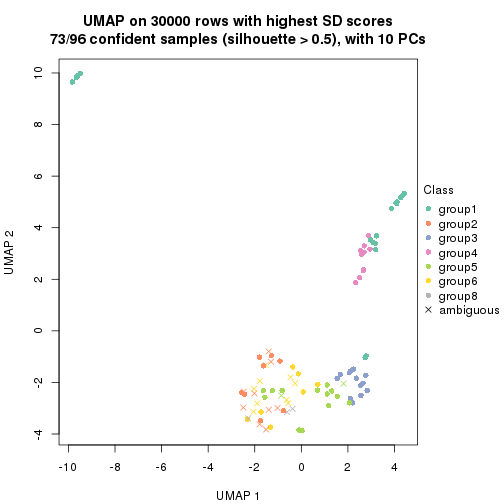 UMAP on 30000 rows with highest SD scores
73/96 confident samples (silhouette > 0.5), with 10 PCs
UMAP 2
10
8
6
4
2
0
-2
-4
-10
-8
-6
-4
-2
0
2
4
UMAP 1
Class
group1
group2
group3
group4
group5
group6
group8
ambiguous